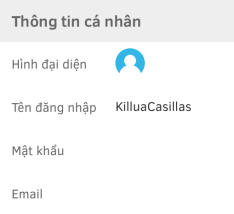 Thông tin cá nhân
Hình đại diện
Tên đăng nhập KilluaCasillas
Mật khẩu
Email